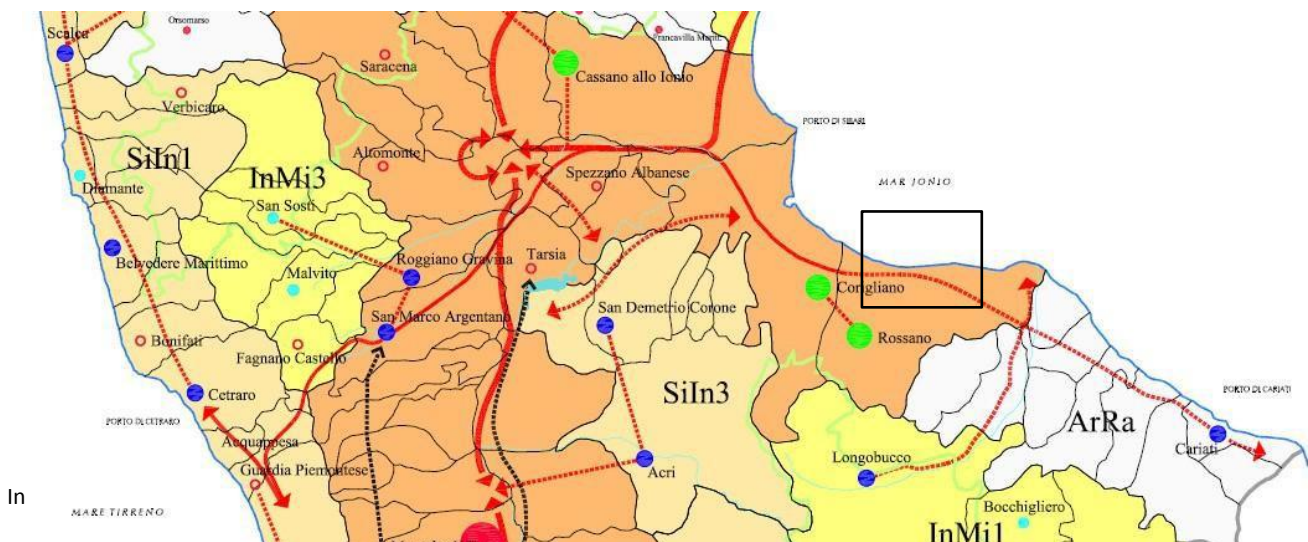 Orsomarso
Francavilla Maritt.
Scalea
Saracena
Cassano allo Ionio
Verbicaro
PORTO DI SIBARI
SiIn1
Altomonte
InMi3
Spezzano Albanese
MAR JONIO
Diamante
San Sosti
Belvedere Marittimo
Roggiano Gravina
Tarsia
Malvito
Corigliano
San Marco Argentano
San Demetrio Corone
Bonifati
Fagnano Castello
Rossano
Cetraro
SiIn3
PORTO DI CETRARO
PORTO DI CARIATI
ArRa
Acquappesa
Cariati
Longobucco
Guardia Piemontese
Acri
In
MARE TIRRENO
Bocchigliero
InMi1